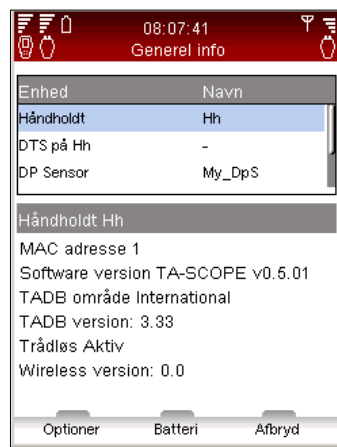 08:07:41
Generel info
Enhed Navn
Håndholdt Hh
DTS på Hh -
DP Sensor My_DpS
Håndholdt Hh
MAC adresse 1
Software version TA-SCOPE v0.5.01
TADB område International
TADB version: 3.33
Trådløs Aktiv
Wireless version: 0.0
Optioner Batteri Afbryd